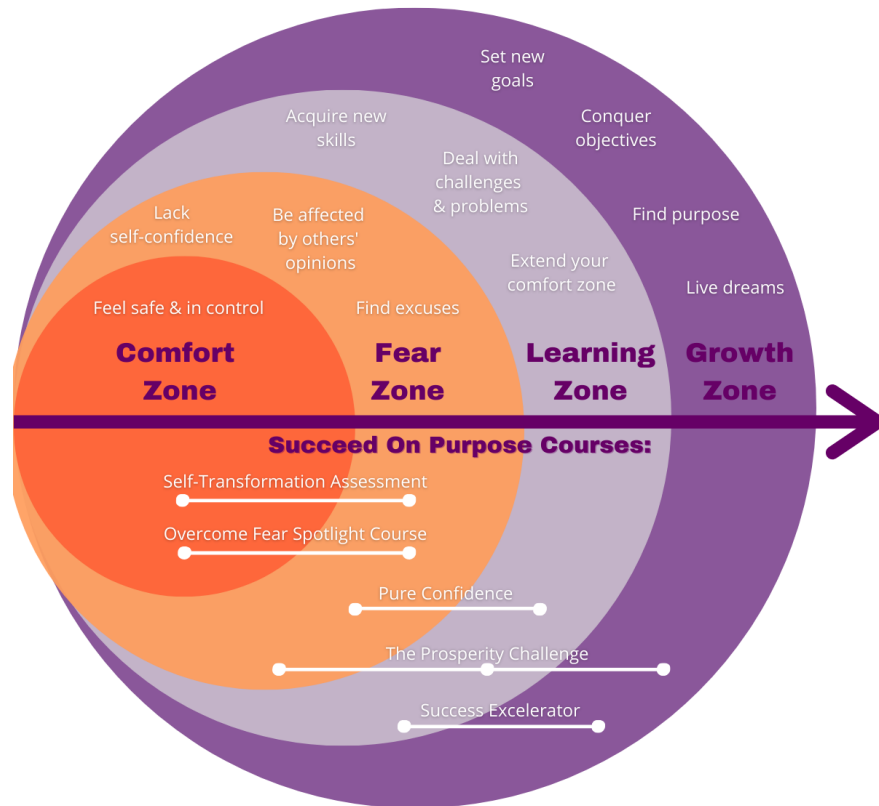 Set new
goals
Conquer
objectives
Find purpose
Live dreams
Acquire new
skills
Deal with
challenges
& problems
Extend your
comfort zone
Lack
self-confidence
Be affected
by others'
opinions
Find excuses
Feel safe & in control
Comfort
Zone
Fear
Zone
Learning
Zone
Growth
Zone
Succeed On Purpose Courses:
Self-Transformation Assessment
Overcome Fear Spotlight Course
Pure Confidence
The Prosperity Challenge
Success Excelerator